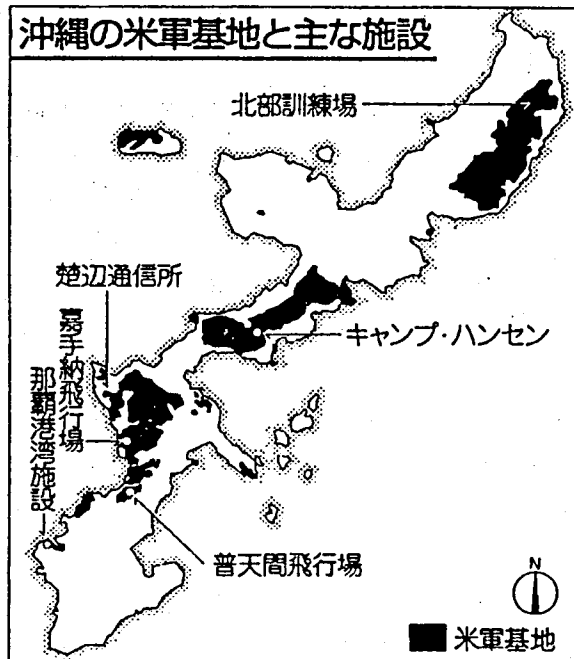 沖縄の米軍基地と主な施設
北部訓練場
楚辺通信所
嘉手納飛行場
那覇港湾施設
キャンプ・ハンセン
普天間飛行場
N
米軍基地